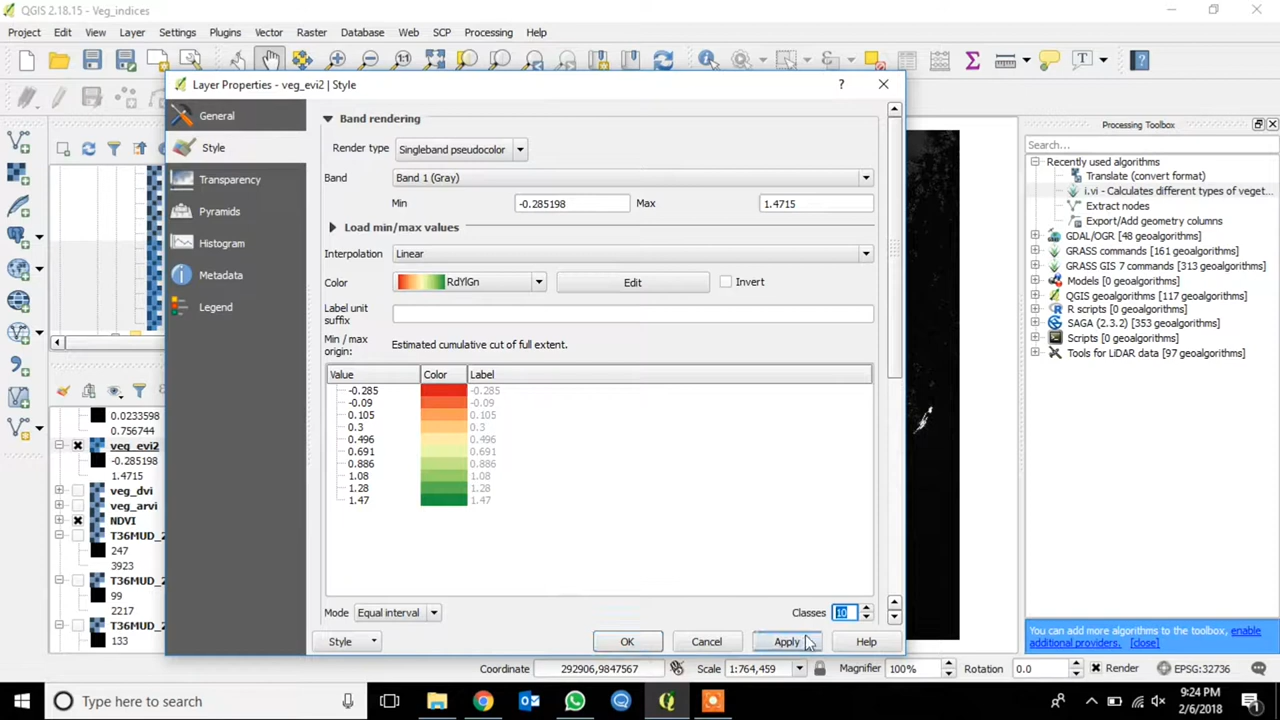 QGIS 2.18.15 - Veg_indices
Project Edit View Layer Settings Plugins Vector Raster Database Web SCP Processing Help
Layer Properties - veg_evi2 | Style
General
Style
Transparency
Pyramids
Histogram
Metadata
Legend
Band rendering
Render type Singleband pseudocolor
Band Band 1 (Gray)
Min -0.285198 Max 1.4715
Load min/max values
Interpolation Linear
Color RdYlGn Edit Invert
Label unit
suffix
Min / max
origin: Estimated cumulative cut of full extent.
Value Color Label
-0.285 -0.285
-0.09 -0.09
0.105 0.105
0.3 0.3
0.496 0.496
0.691 0.691
0.886 0.886
1.08 1.08
1.28 1.28
1.47 1.47
Mode Equal interval Classes 10
Style OK Cancel Apply Help
0.0233598
0.756744
veg_evi2
-0.285198
1.4715
veg_dvi
veg_arvi
NDVI
T36MUD_2
247
3923
T36MUD_2
99
2217
T36MUD_2
133
Processing Toolbox
Search...
Recently used algorithms
Translate (convert format)
i.vi - Calculates different types of veget...
Extract nodes
Export/Add geometry columns
GDAL/OGR [48 geoalgorithms]
GRASS commands [161 geoalgorithms]
GRASS GIS 7 commands [313 geoalgorithms]
Models [0 geoalgorithms]
QGIS geoalgorithms [117 geoalgorithms]
R scripts [0 geoalgorithms]
SAGA (2.3.2) [353 geoalgorithms]
Scripts [0 geoalgorithms]
Tools for LiDAR data [97 geoalgorithms]
You can add more algorithms to the toolbox, enable
additional providers. [close]
Coordinate 292906,9847567 Scale 1:764,459 Magnifier 100% Rotation 0.0 Render EPSG:32736
Type here to search
9:24 PM
2/6/2018